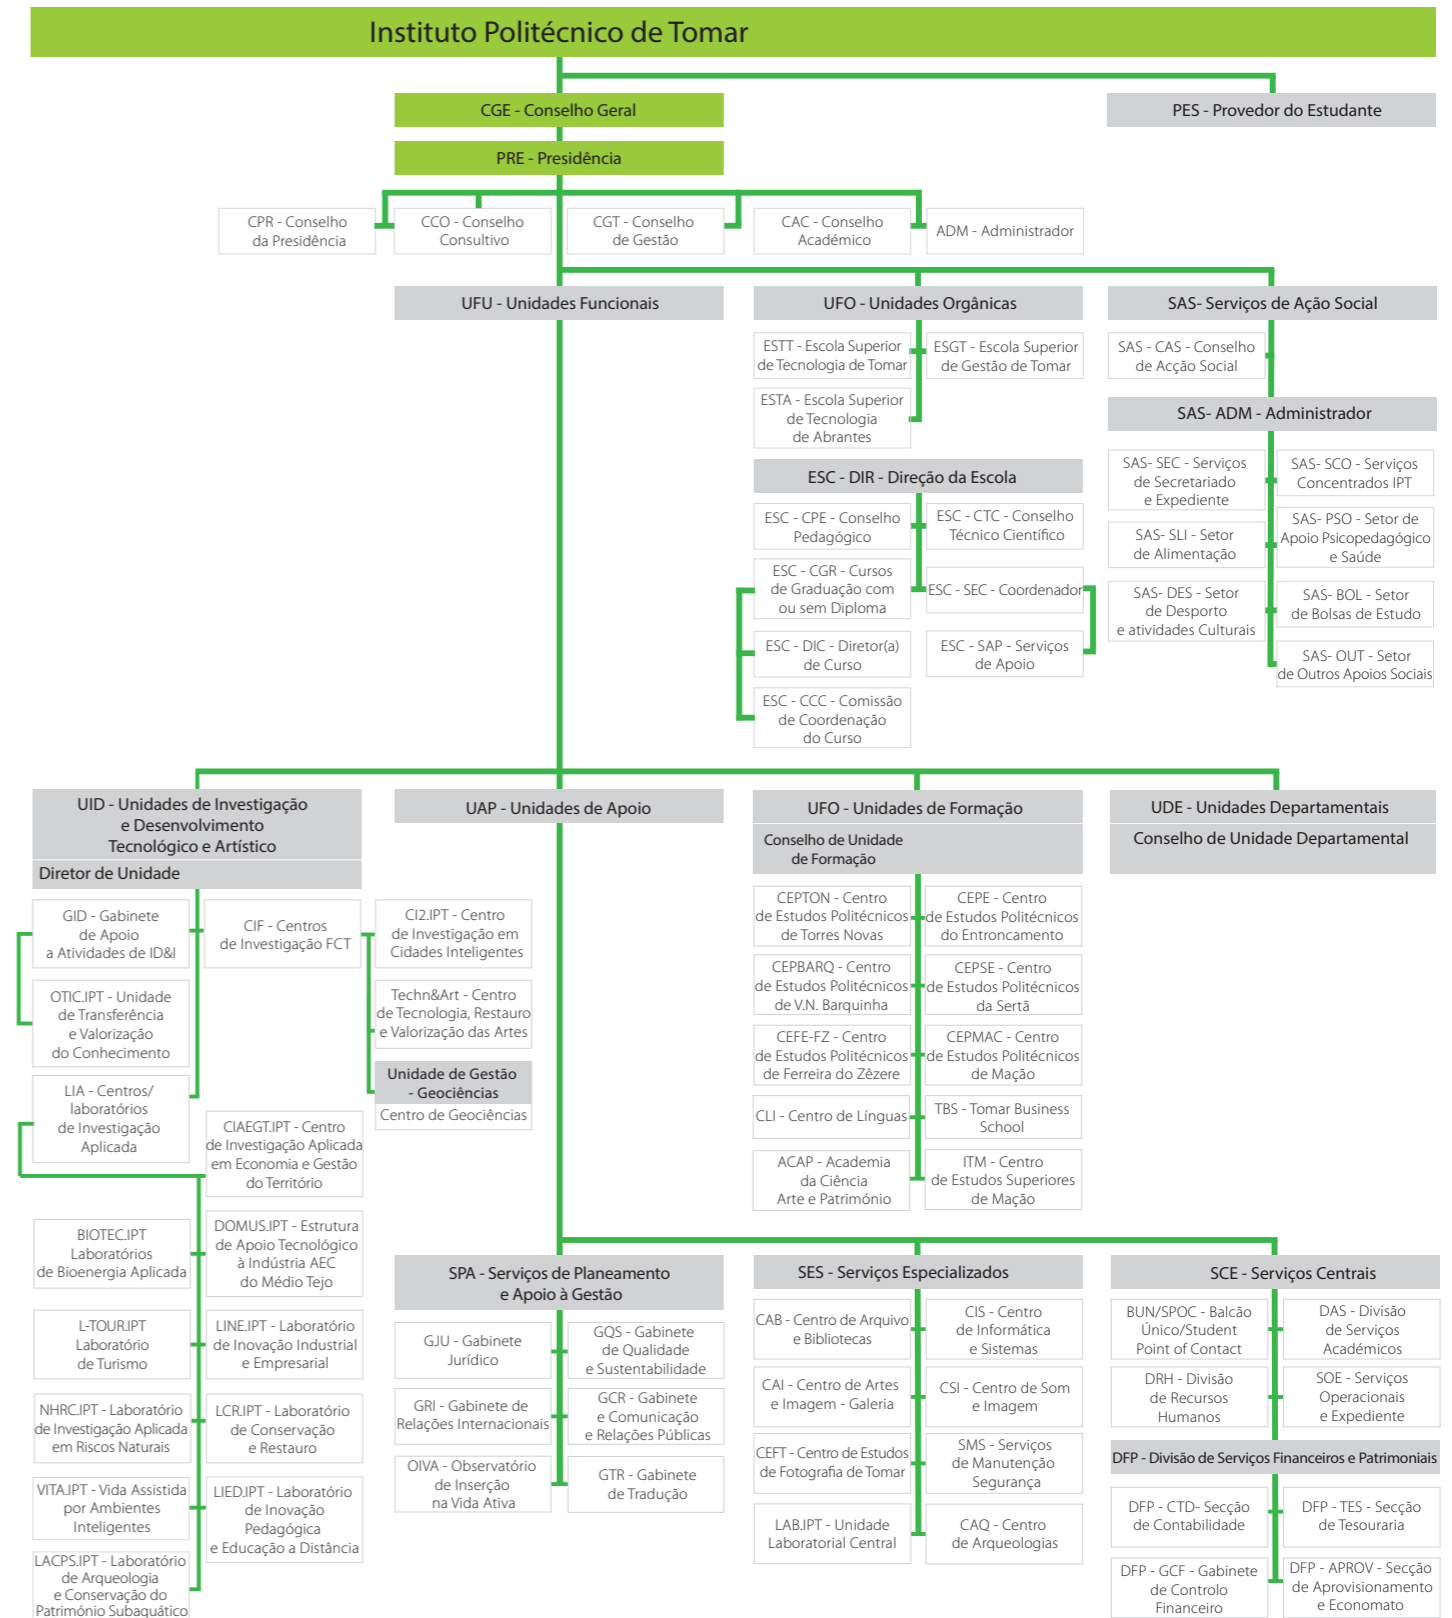 Instituto Politécnico de Tomar
CGE - Conselho Geral
PES - Provedor do Estudante
PRE - Presidência
CPR - Conselho
da Presidência
CCO - Conselho
Consultivo
CGT - Conselho
de Gestão
CAC - Conselho
Académico
ADM - Administrador
UFU - Unidades Funcionais
UFO - Unidades Orgânicas
SAS- Serviços de Ação Social
ESTT - Escola Superior
de Tecnologia de Tomar
ESGT - Escola Superior
de Gestão de Tomar
ESTA - Escola Superior
de Tecnologia
de Abrantes
SAS - CAS - Conselho
de Acção Social
SAS- ADM - Administrador
ESC - DIR - Direção da Escola
ESC - CPE - Conselho
Pedagógico
ESC - CTC - Conselho
Técnico Científico
ESC - CGR - Cursos
de Graduação com
ou sem Diploma
ESC - SEC - Coordenador
ESC - DIC - Diretor(a)
de Curso
ESC - SAP - Serviços
de Apoio
ESC - CCC - Comissão
de Coordenação
do Curso
SAS- SEC - Serviços
de Secretariado
e Expediente
SAS- SCO - Serviços
Concentrados IPT
SAS- SLI - Setor
de Alimentação
SAS- PSO - Setor de
Apoio Psicopedagógico
e Saúde
SAS- DES - Setor
de Desporto
e atividades Culturais
SAS- BOL - Setor
de Bolsas de Estudo
SAS- OUT - Setor
de Outros Apoios Sociais
UID - Unidades de Investigação
e Desenvolvimento
Tecnológico e Artístico
Diretor de Unidade
UAP - Unidades de Apoio
UFO - Unidades de Formação
Conselho de Unidade
de Formação
UDE - Unidades Departamentais
Conselho de Unidade Departamental
GID - Gabinete
de Apoio
a Atividades de ID&I
CIF - Centros
de Investigação FCT
CI2.IPT - Centro
de Investigação em
Cidades Inteligentes
OTIC.IPT - Unidade
de Transferência
e Valorização
do Conhecimento
Techn&Art - Centro
de Tecnologia, Restauro
e Valorização das Artes
Unidade de Gestão
- Geociências
Centro de Geociências
LIA - Centros/
laboratórios
de Investigação
Aplicada
CIAEGT.IPT - Centro
de Investigação Aplicada
em Economia e Gestão
do Território
BIOTEC.IPT
Laboratórios
de Bioenergia Aplicada
DOMUS.IPT - Estrutura
de Apoio Tecnológico
à Indústria AEC
do Médio Tejo
L-TOUR.IPT
Laboratório
de Turismo
LINE.IPT - Laboratório
de Inovação Industrial
e Empresarial
NHRC.IPT - Laboratório
de Investigação Aplicada
em Riscos Naturais
LCR.IPT - Laboratório
de Conservação
e Restauro
VITA.IPT - Vida Assistida
por Ambientes
Inteligentes
LIED.IPT - Laboratório
de Inovação
Pedagógica
e Educação a Distância
LACPS.IPT - Laboratório
de Arqueologia
e Conservação do
Património Subaquático
CEPTON - Centro
de Estudos Politécnicos
de Torres Novas
CEPE - Centro
de Estudos Politécnicos
do Entroncamento
CEPBARQ - Centro
de Estudos Politécnicos
de V.N. Barquinha
CEPSE - Centro
de Estudos Politécnicos
da Sertã
CEFE-FZ - Centro
de Estudos Politécnicos
de Ferreira do Zêzere
CEPMAC - Centro
de Estudos Politécnicos
de Mação
CLI - Centro de Línguas
TBS - Tomar Business
School
ACAP - Academia
da Ciência
Arte e Património
ITM - Centro
de Estudos Superiores
de Mação
SPA - Serviços de Planeamento
e Apoio à Gestão
SES - Serviços Especializados
SCE - Serviços Centrais
GJU - Gabinete
Jurídico
GQS - Gabinete
de Qualidade
e Sustentabilidade
GRI - Gabinete de
Relações Internacionais
GCR - Gabinete
e Comunicação
e Relações Públicas
OIVA - Observatório
de Inserção
na Vida Ativa
GTR - Gabinete
de Tradução
CAB - Centro de Arquivo
e Bibliotecas
CIS - Centro
de Informática
e Sistemas
CAI - Centro de Artes
e Imagem - Galeria
CSI - Centro de Som
e Imagem
CEFT - Centro de Estudos
de Fotografia de Tomar
SMS - Serviços
de Manutenção
Segurança
LAB.IPT - Unidade
Laboratorial Central
CAQ - Centro
de Arqueologias
BUN/SPOC - Balcão
Único/Student
Point of Contact
DAS - Divisão
de Serviços
Académicos
DRH - Divisão
de Recursos
Humanos
SOE - Serviços
Operacionais
e Expediente
DFP - Divisão de Serviços Financeiros e Patrimoniais
DFP - CTD- Secção
de Contabilidade
DFP - TES - Secção
de Tesouraria
DFP - GCF - Gabinete
de Controlo
Financeiro
DFP - APROV - Secção
de Aprovisionamento
e Economato